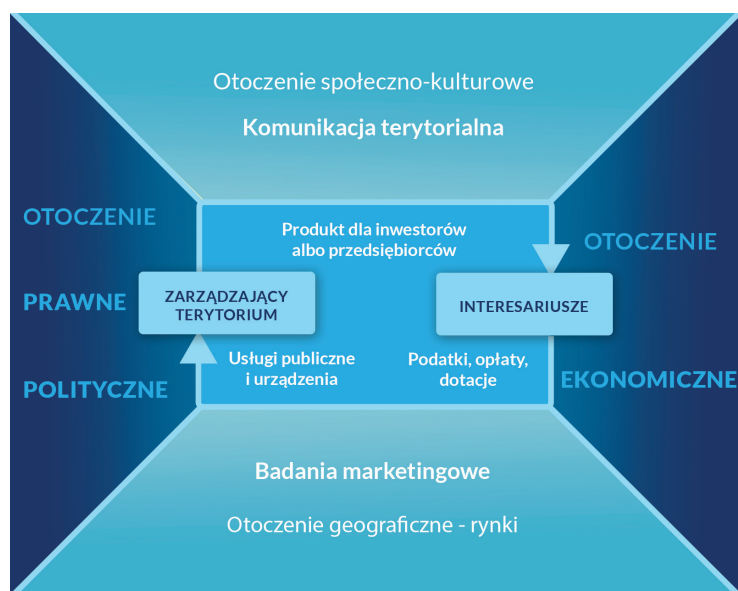 Otoczenie społeczno-kulturowe
Komunikacja terytorialna
OTOCZENIE
PRAWNE
POLITYCZNE
Produkt dla inwestorów
albo przedsiębiorców
ZARZĄDZAJĄCY
TERYTORIUM
INTERESARIUSZE
Usługi publiczne
i urządzenia
Podatki, opłaty,
dotacje
OTOCZENIE
EKONOMICZNE
Badania marketingowe
Otoczenie geograficzne - rynki